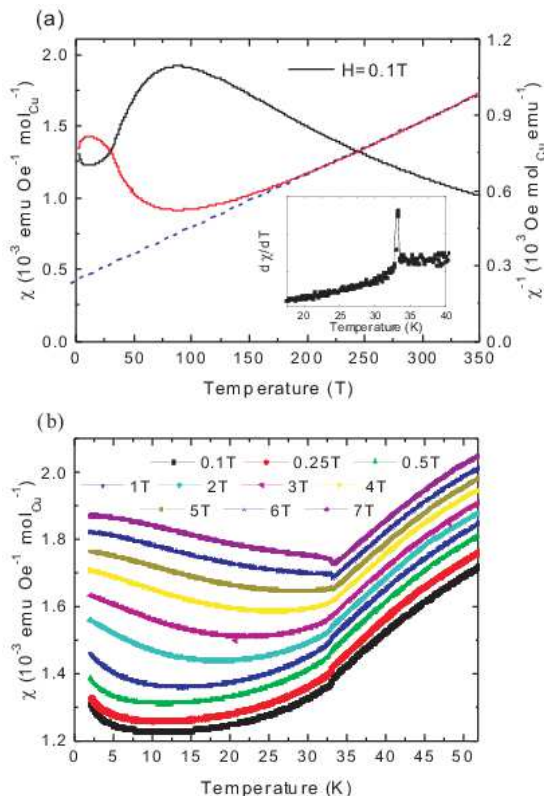 (a)
2.0
1.5
1.0
0.5
0.0
χ (10⁻³ emu Oe⁻¹ mol_Cu⁻¹)
H=0.1T
1.2
0.9
0.6
0.3
0.0
χ⁻¹ (10³ Oe mol_Cu emu⁻¹)
d χ/dT
20 25 30 35 40
Temperature (K)
0 50 100 150 200 250 300 350
Temperature (T)
(b)
2.0
1.8
1.6
1.4
1.2
χ (10⁻³ emu Oe⁻¹ mol_Cu⁻¹)
0.1T 0.25T 0.5T
1T 2T 3T 4T
5T 6T 7T
0 5 10 15 20 25 30 35 40 45 50
Temperature (K)